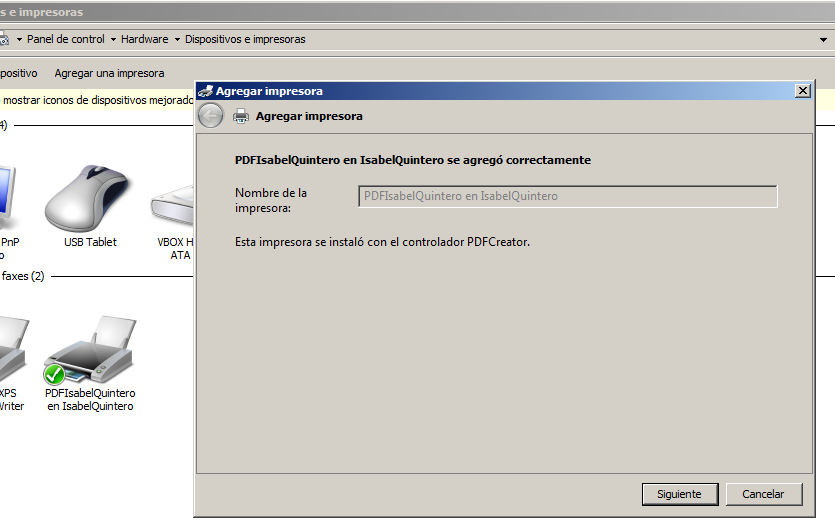 s e impresoras
Panel de control Hardware Dispositivos e impresoras
positivo Agregar una impresora
mostrar iconos de dispositivos mejorado
4)
PnP
o
USB Tablet
VBOX H
ATA
faxes (2)
XPS
Writer
PDFIsabelQuintero
en IsabelQuintero
Agregar impresora
Agregar impresora
PDFIsabelQuintero en IsabelQuintero se agregó correctamente
Nombre de la
impresora:
PDFIsabelQuintero en IsabelQuintero
Esta impresora se instaló con el controlador PDFCreator.
Siguiente Cancelar